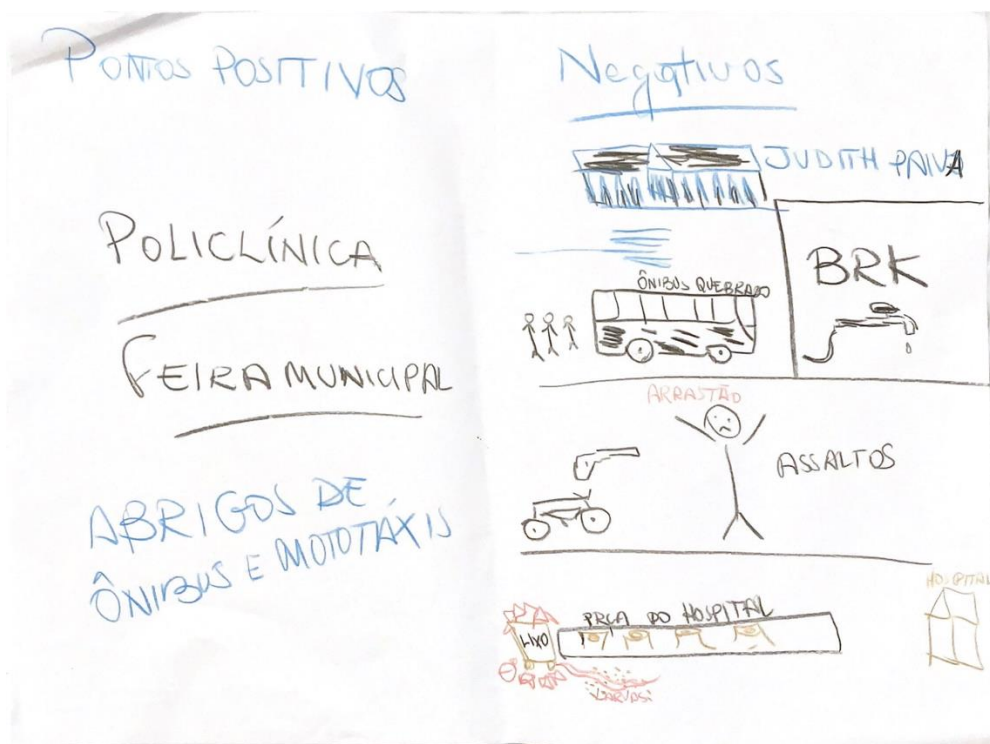 PONTOS POSITIVOS
POLICLÍNICA
FEIRA MUNICIPAL
ABRIGOS DE
ÔNIBUS E MOTOTÁXIS
Negativos
JUDITH PAIVA
BRK
ÔNIBUS QUEBRADO
ARRASTÃO
ASSALTOS
HOSPITAL
PRÇA DO HOSPITAL
LIXO